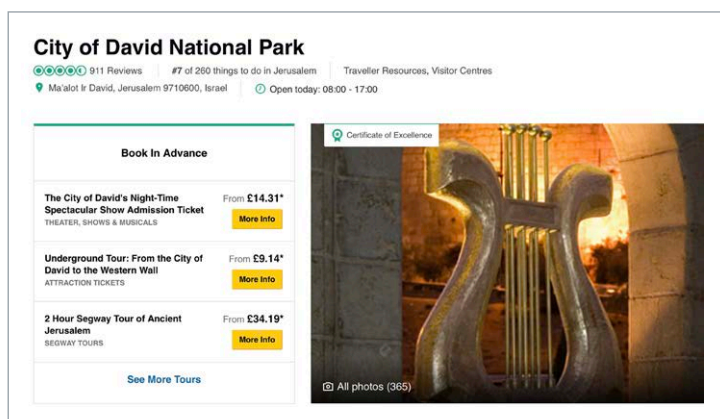 City of David National Park
911 Reviews
#7 of 260 things to do in Jerusalem
Traveller Resources, Visitor Centres
Ma'alot Ir David, Jerusalem 9710600, Israel
Open today: 08:00 - 17:00
Book In Advance
The City of David's Night-Time
Spectacular Show Admission Ticket
THEATER, SHOWS & MUSICALS
From £14.31*
More Info
Underground Tour: From the City of
David to the Western Wall
ATTRACTION TICKETS
From £9.14*
More Info
2 Hour Segway Tour of Ancient
Jerusalem
SEGWAY TOURS
From £34.19*
More Info
See More Tours
Certificate of Excellence
All photos (365)